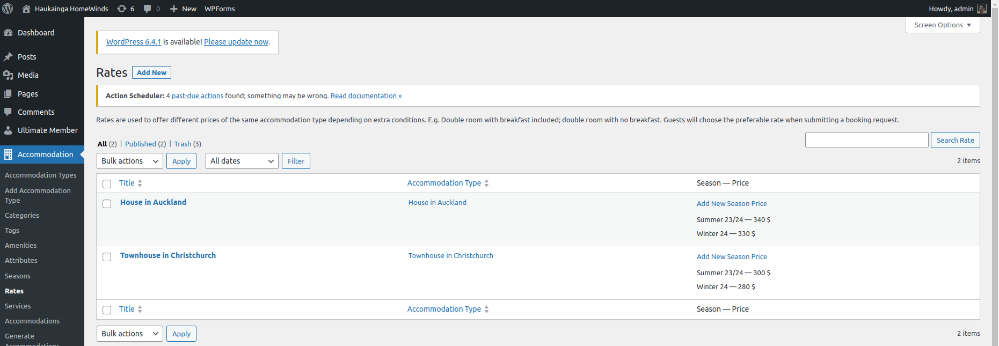 Haukainga HomeWinds 6 0 New WPForms Howdy, admin
Screen Options
Dashboard
Posts
Media
Pages
Comments
Ultimate Member
Accommodation
Accommodation Types
Add Accommodation
Type
Categories
Tags
Amenities
Attributes
Seasons
Rates
Services
Accommodations
Generate
Accommodations
WordPress 6.4.1 is available! Please update now.
Rates Add New
Action Scheduler: 4 past-due actions found; something may be wrong. Read documentation »
Rates are used to offer different prices of the same accommodation type depending on extra conditions. E.g. Double room with breakfast included; double room with no breakfast. Guests will choose the preferable rate when submitting a booking request.
All (2) | Published (2) | Trash (3) Search Rate
Bulk actions Apply All dates Filter 2 items
Title Accommodation Type Season — Price
House in Auckland House in Auckland Add New Season Price
Summer 23/24 — 340 $
Winter 24 — 330 $
Townhouse in Christchurch Townhouse in Christchurch Add New Season Price
Summer 23/24 — 300 $
Winter 24 — 280 $
Title Accommodation Type Season — Price
Bulk actions Apply 2 items